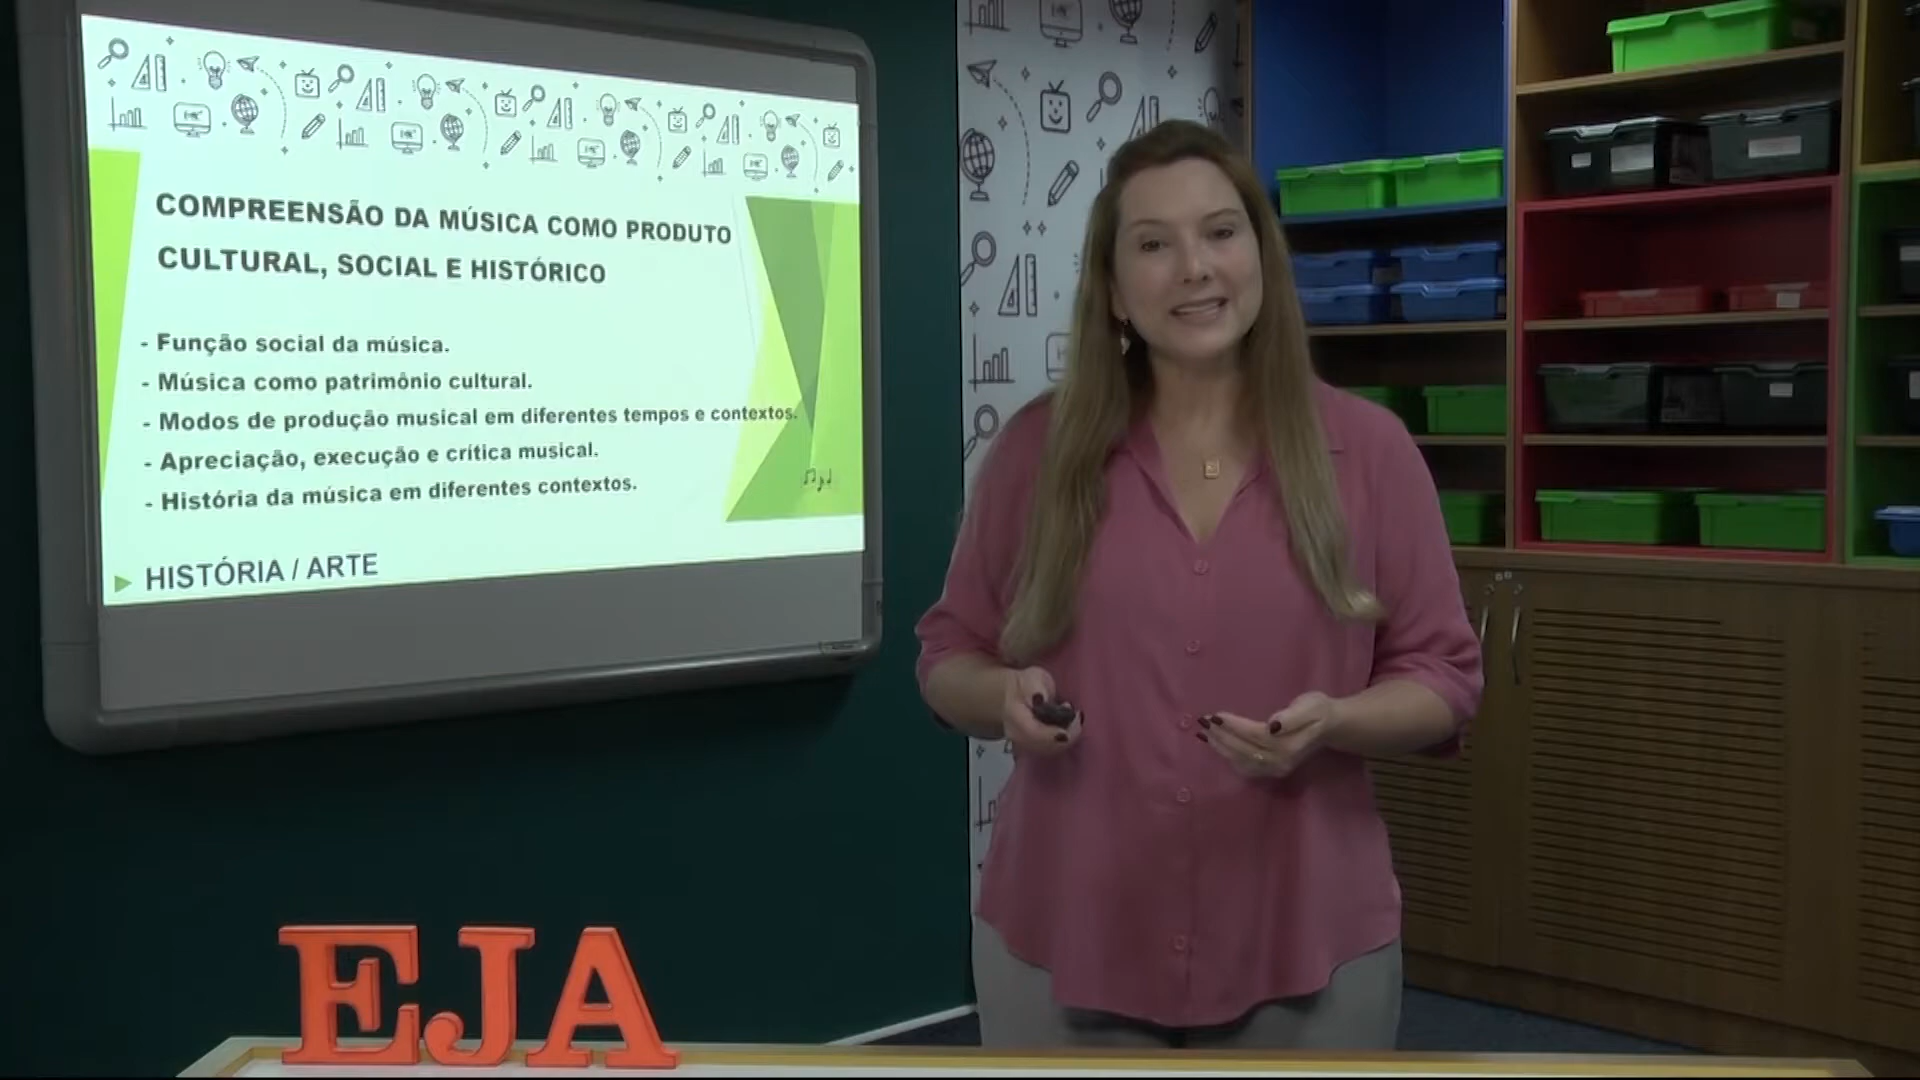 COMPREENSÃO DA MÚSICA COMO PRODUTO
CULTURAL, SOCIAL E HISTÓRICO
- Função social da música.
- Música como patrimônio cultural.
- Modos de produção musical em diferentes tempos e contextos.
- Apreciação, execução e crítica musical.
- História da música em diferentes contextos.
HISTÓRIA / ARTE
EJA